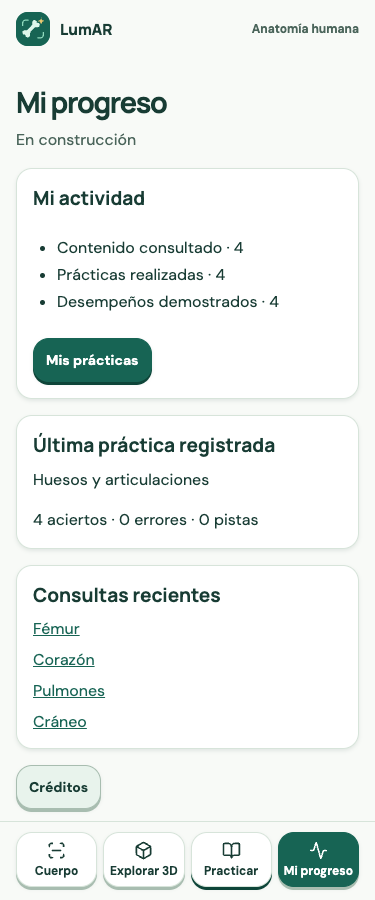 LumAR
Anatomía humana
Mi progreso
En construcción
Mi actividad
• Contenido consultado · 4
• Prácticas realizadas · 4
• Desempeños demostrados · 4
Mis prácticas
Última práctica registrada
Huesos y articulaciones
4 aciertos · 0 errores · 0 pistas
Consultas recientes
Fémur
Corazón
Pulmones
Cráneo
Créditos
Cuerpo
Explorar 3D
Practicar
Mi progreso